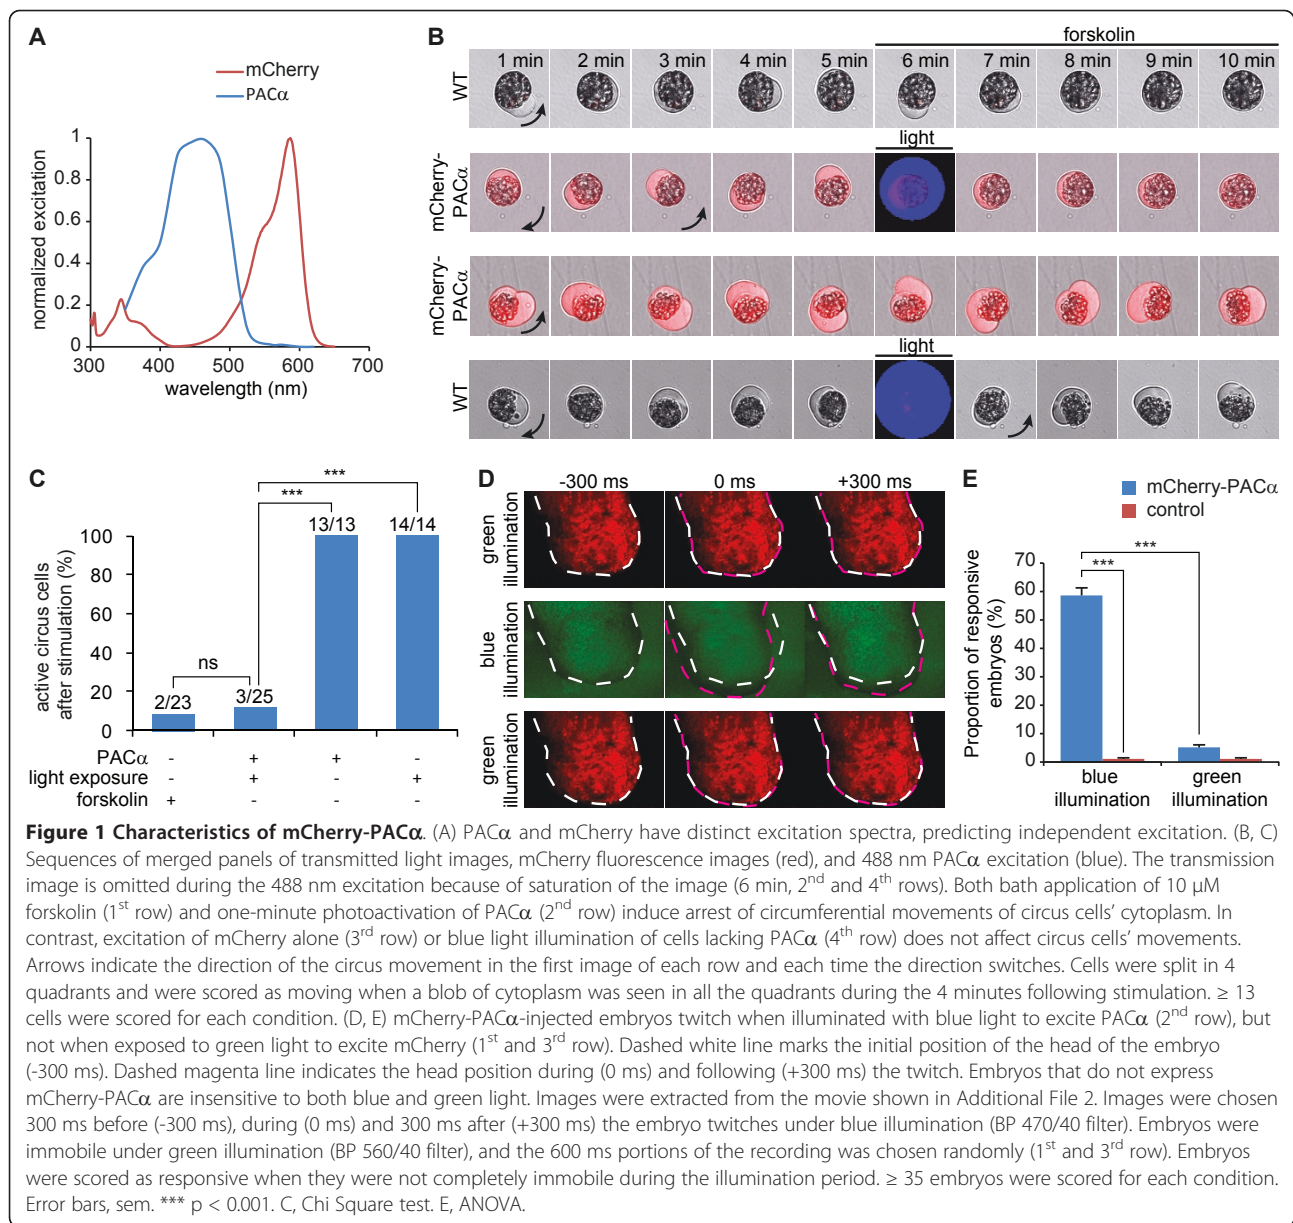 A
mCherry
PACα
normalized excitation
1
0.8
0.6
0.4
0.2
0
300 400 500 600 700
wavelength (nm)
B
forskolin
1 min 2 min 3 min 4 min 5 min 6 min 7 min 8 min 9 min 10 min
WT
light
mCherry-
PACα
mCherry-
PACα
light
WT
C
active circus cells
after stimulation (%)
100
80
60
40
20
0
***
***
ns
2/23 3/25 13/13 14/14
PACα - + + -
light exposure - + - +
forskolin + - - -
D
-300 ms 0 ms +300 ms
green
illumination
blue
illumination
green
illumination
E
mCherry-PACα
control
Proportion of responsive
embryos (%)
70
60
50
40
30
20
10
0
***
***
blue
illumination
green
illumination
Figure 1 Characteristics of mCherry-PACα. (A) PACα and mCherry have distinct excitation spectra, predicting independent excitation. (B, C)
Sequences of merged panels of transmitted light images, mCherry fluorescence images (red), and 488 nm PACα excitation (blue). The transmission
image is omitted during the 488 nm excitation because of saturation of the image (6 min, 2nd and 4th rows). Both bath application of 10 μM
forskolin (1st row) and one-minute photoactivation of PACα (2nd row) induce arrest of circumferential movements of circus cells' cytoplasm. In
contrast, excitation of mCherry alone (3rd row) or blue light illumination of cells lacking PACα (4th row) does not affect circus cells' movements.
Arrows indicate the direction of the circus movement in the first image of each row and each time the direction switches. Cells were split in 4
quadrants and were scored as moving when a blob of cytoplasm was seen in all the quadrants during the 4 minutes following stimulation. ≥ 13
cells were scored for each condition. (D, E) mCherry-PACα-injected embryos twitch when illuminated with blue light to excite PACα (2nd row), but
not when exposed to green light to excite mCherry (1st and 3rd row). Dashed white line marks the initial position of the head of the embryo
(-300 ms). Dashed magenta line indicates the head position during (0 ms) and following (+300 ms) the twitch. Embryos that do not express
mCherry-PACα are insensitive to both blue and green light. Images were extracted from the movie shown in Additional File 2. Images were chosen
300 ms before (-300 ms), during (0 ms) and 300 ms after (+300 ms) the embryo twitches under blue illumination (BP 470/40 filter). Embryos were
immobile under green illumination (BP 560/40 filter), and the 600 ms portions of the recording was chosen randomly (1st and 3rd row). Embryos
were scored as responsive when they were not completely immobile during the illumination period. ≥ 35 embryos were scored for each condition.
Error bars, sem. *** p < 0.001. C, Chi Square test. E, ANOVA.